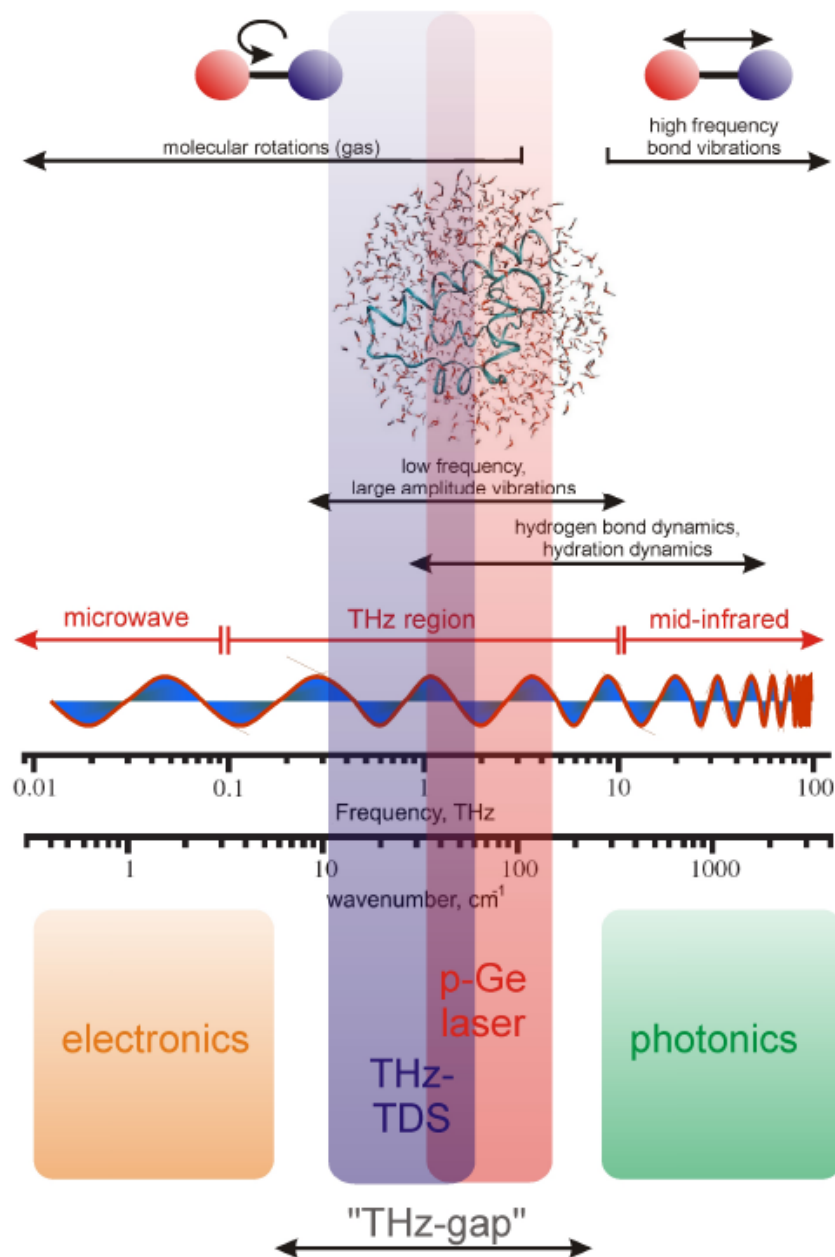 molecular rotations (gas)
high frequency
bond vibrations
low frequency,
large amplitude vibrations
hydrogen bond dynamics,
hydration dynamics
microwave
THz region
mid-infrared
0.01
0.1
1
10
100
Frequency, THz
1
10
100
1000
wavenumber, cm⁻¹
electronics
p-Ge
laser
THz-
TDS
photonics
"THz-gap"